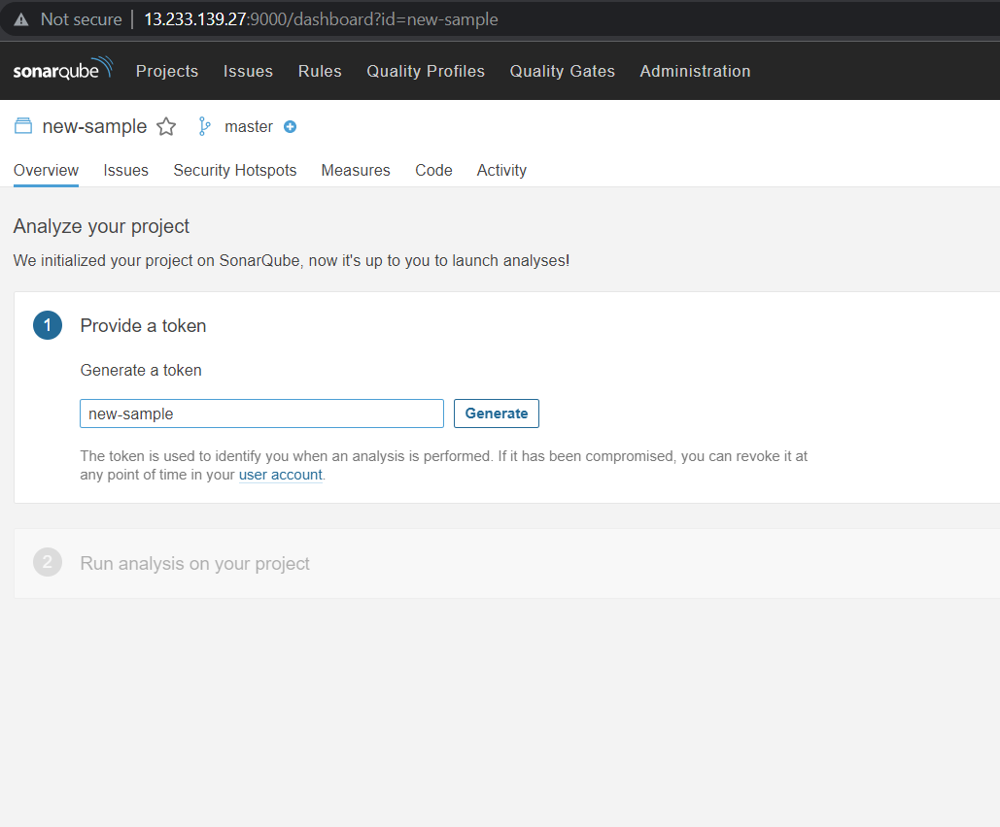 Not secure 13.233.139.27:9000/dashboard?id=new-sample
sonarqube Projects Issues Rules Quality Profiles Quality Gates Administration
new-sample master
Overview Issues Security Hotspots Measures Code Activity
Analyze your project
We initialized your project on SonarQube, now it's up to you to launch analyses!
1 Provide a token
Generate a token
new-sample Generate
The token is used to identify you when an analysis is performed. If it has been compromised, you can revoke it at
any point of time in your user account.
2 Run analysis on your project